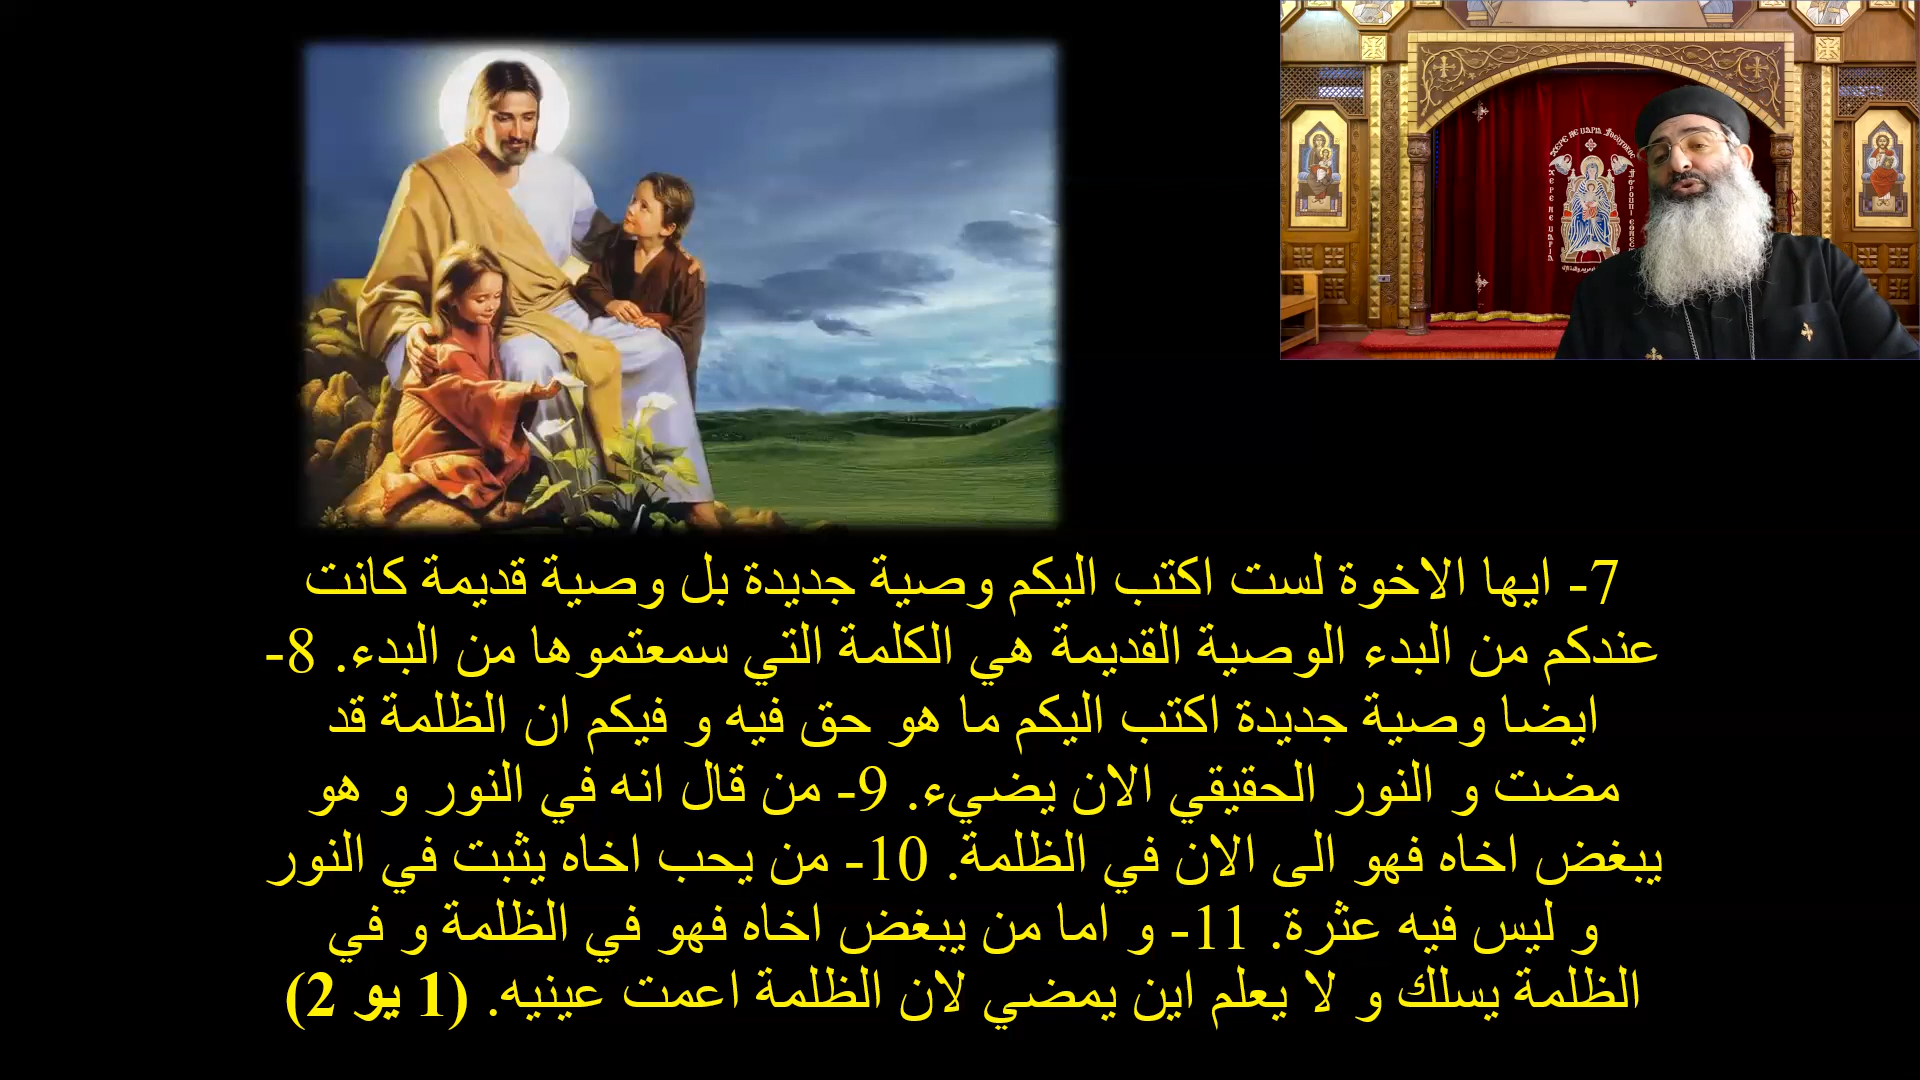 7- ايها الاخوة لست اكتب اليكم وصية جديدة بل وصية قديمة كانت
عندكم من البدء الوصية القديمة هي الكلمة التي سمعتموها من البدء. 8-
ايضا وصية جديدة اكتب اليكم ما هو حق فيه و فيكم ان الظلمة قد
مضت و النور الحقيقي الان يضيء. 9- من قال انه في النور و هو
يبغض اخاه فهو الى الان في الظلمة. 10- من يحب اخاه يثبت في النور
و ليس فيه عثرة. 11- و اما من يبغض اخاه فهو في الظلمة و في
الظلمة يسلك و لا يعلم اين يمضي لان الظلمة اعمت عينيه. (1 يو 2)